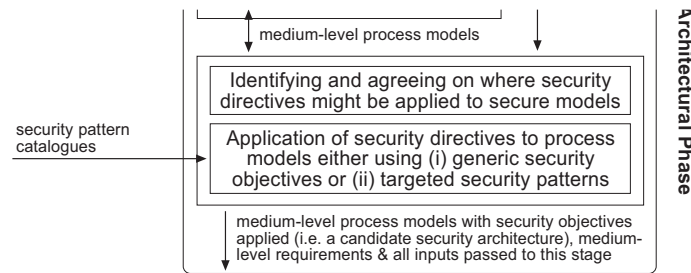 medium-level process models
Identifying and agreeing on where security
directives might be applied to secure models
security pattern
catalogues
Application of security directives to process
models either using (i) generic security
objectives or (ii) targeted security patterns
medium-level process models with security objectives
applied (i.e. a candidate security architecture), medium-
level requirements & all inputs passed to this stage
Architectural Phase